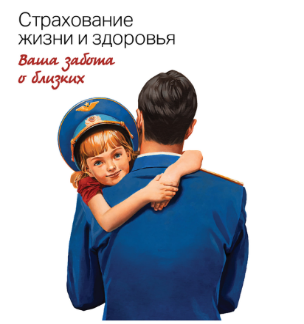 Страхование
жизни и здоровья
Ваша забота
о близких